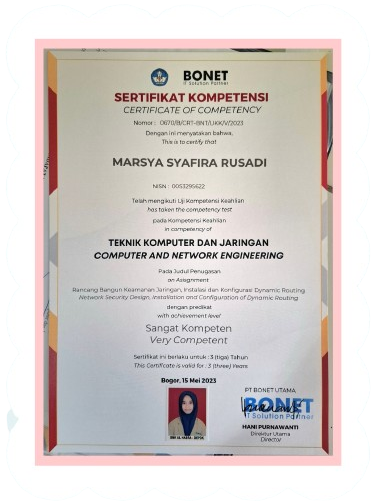 BONET
IT Solution Partner
SERTIFIKAT KOMPETENSI
CERTIFICATE OF COMPETENCY
Nomor : 0670/B/CRT-BNT/UKK/V/2023
Dengan ini menyatakan bahwa,
This is to certify that
MARSYA SYAFIRA RUSADI
NISN : 0053295622
Telah mengikuti Uji Kompetensi Keahlian
has taken the competency test
pada Kompetensi Keahlian
in competency of
TEKNIK KOMPUTER DAN JARINGAN
COMPUTER AND NETWORK ENGINEERING
Pada Judul Penugasan
on Asiagnment
Rancang Bangun Keamanan Jaringan, Instalasi dan Konfigurasi Dynamic Routing
Network Security Design, Installation and Configuration of Dynamic Routing
dengan predikat
with achievement level
Sangat Kompeten
Very Competent
Sertifikat ini berlaku untuk : 3 (tiga) Tahun
This Certifcate is valid for : 3 (three) Years
Bogor, 15 Mei 2023
PT BONET UTAMA,
BONET
IT Solution Partner
HANI PURNAWANTI
Direktur Utama
Director